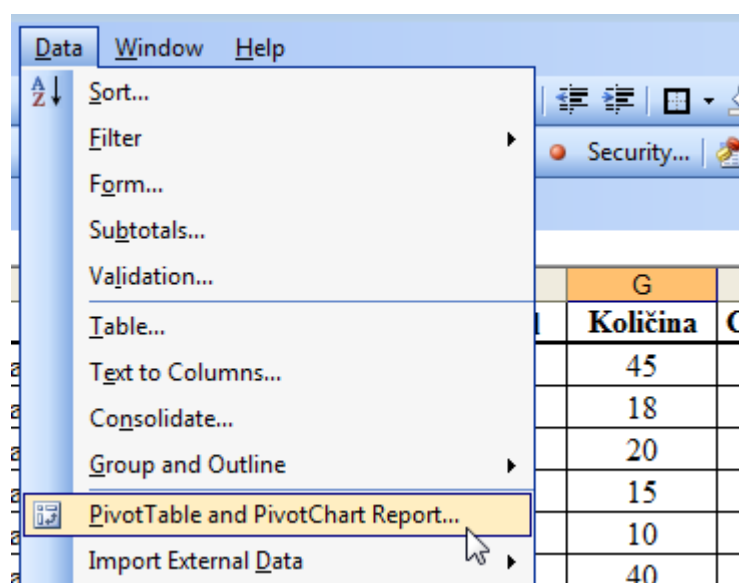 Data Window Help
Sort...
Filter
Form...
Security...
Subtotals...
Validation...
G
Table...
Količina
Text to Columns...
45
Consolidate...
18
Group and Outline
20
PivotTable and PivotChart Report...
15
10
Import External Data
40